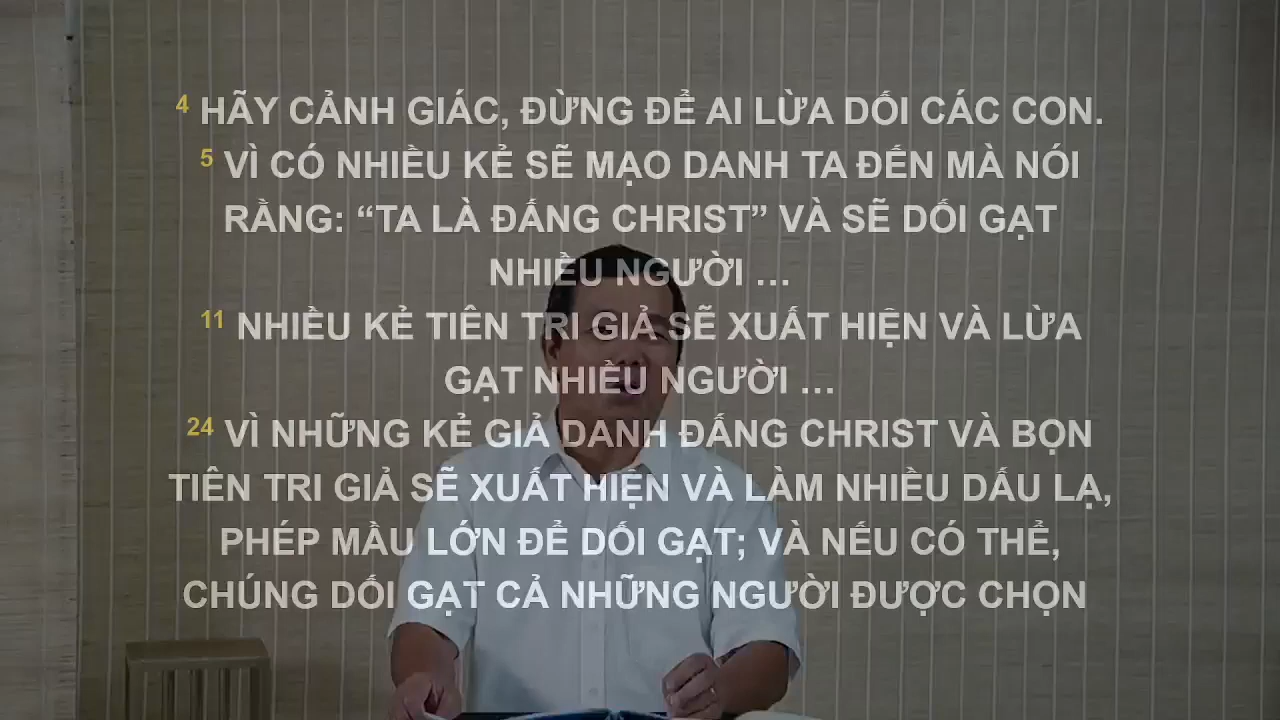 4 HÃY CẢNH GIÁC, ĐỪNG ĐỂ AI LỪA DỐI CÁC CON.
5 VÌ CÓ NHIỀU KẺ SẼ MẠO DANH TA ĐẾN MÀ NÓI
RẰNG: “TA LÀ ĐẤNG CHRIST” VÀ SẼ DỐI GẠT
NHIỀU NGƯỜI ...
11 NHIỀU KẺ TIÊN TRI GIẢ SẼ XUẤT HIỆN VÀ LỪA
GẠT NHIỀU NGƯỜI ...
24 VÌ NHỮNG KẺ GIẢ DANH ĐẤNG CHRIST VÀ BỌN
TIÊN TRI GIẢ SẼ XUẤT HIỆN VÀ LÀM NHIỀU DẤU LẠ,
PHÉP MẦU LỚN ĐỂ DỐI GẠT; VÀ NẾU CÓ THỂ,
CHÚNG DỐI GẠT CẢ NHỮNG NGƯỜI ĐƯỢC CHỌN